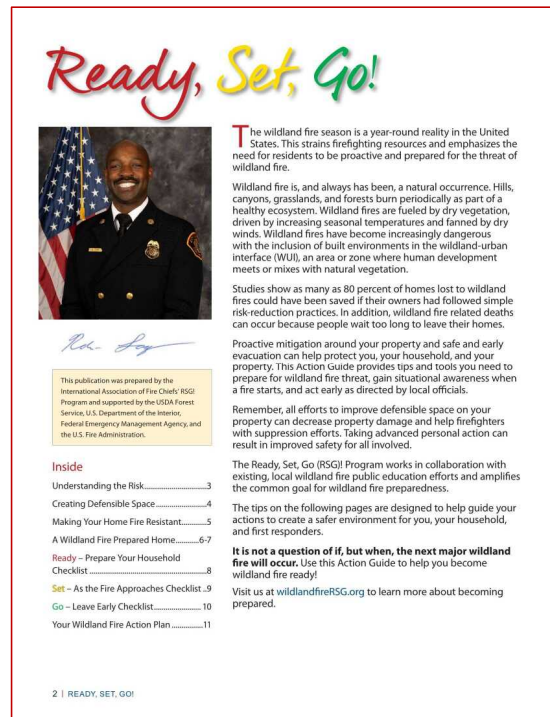 Ready, Set, Go!
The wildland fire season is a year-round reality in the United
States. This strains firefighting resources and emphasizes the
need for residents to be proactive and prepared for the threat of
wildland fire.
Wildland fire is, and always has been, a natural occurrence. Hills,
canyons, grasslands, and forests burn periodically as part of a
healthy ecosystem. Wildland fires are fueled by dry vegetation,
driven by increasing seasonal temperatures and fanned by dry
winds. Wildland fires have become increasingly dangerous
with the inclusion of built environments in the wildland-urban
interface (WUI), an area or zone where human development
meets or mixes with natural vegetation.
Studies show as many as 80 percent of homes lost to wildland
fires could have been saved if their owners had followed simple
risk-reduction practices. In addition, wildland fire related deaths
can occur because people wait too long to leave their homes.
Proactive mitigation around your property and safe and early
evacuation can help protect you, your household, and your
property. This Action Guide provides tips and tools you need to
prepare for wildland fire threat, gain situational awareness when
a fire starts, and act early as directed by local officials.
Remember, all efforts to improve defensible space on your
property can decrease property damage and help firefighters
with suppression efforts. Taking advanced personal action can
result in improved safety for all involved.
The Ready, Set, Go (RSG)! Program works in collaboration with
existing, local wildland fire public education efforts and amplifies
the common goal for wildland fire preparedness.
The tips on the following pages are designed to help guide your
actions to create a safer environment for you, your household,
and first responders.
It is not a question of if, but when, the next major wildland
fire will occur. Use this Action Guide to help you become
wildland fire ready!
Visit us at wildlandfireRSG.org to learn more about becoming
prepared.
This publication was prepared by the
International Association of Fire Chiefs' RSG!
Program and supported by the USDA Forest
Service, U.S. Department of the Interior,
Federal Emergency Management Agency, and
the U.S. Fire Administration.
Inside
Understanding the Risk.........................3
Creating Defensible Space....................4
Making Your Home Fire Resistant..........5
A Wildland Fire Prepared Home.........6-7
Ready – Prepare Your Household
Checklist ............................................8
Set – As the Fire Approaches Checklist ..9
Go – Leave Early Checklist...................... 10
Your Wildland Fire Action Plan ...............11
2 | READY, SET, GO!